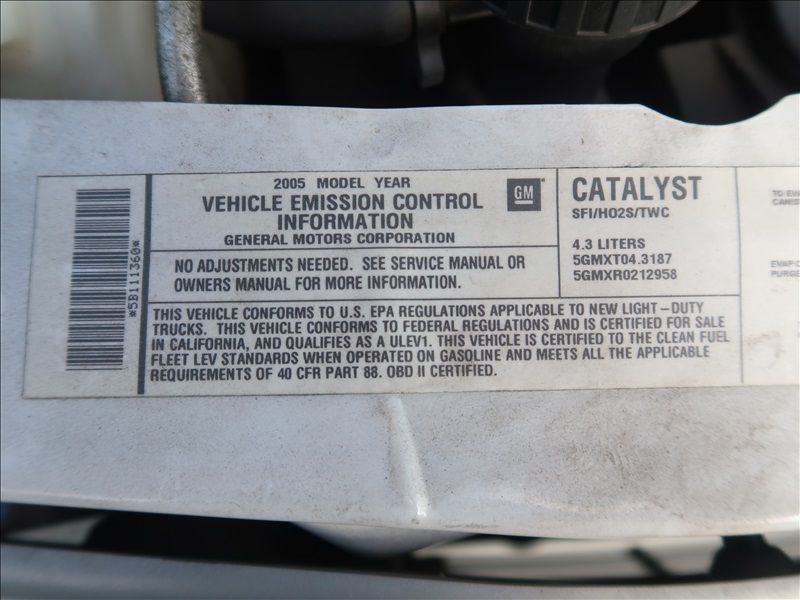 *5B111360*
2005 MODEL YEAR
VEHICLE EMISSION CONTROL
INFORMATION
GENERAL MOTORS CORPORATION
GM
NO ADJUSTMENTS NEEDED. SEE SERVICE MANUAL OR
OWNERS MANUAL FOR MORE INFORMATION.
CATALYST
SFI/HO2S/TWC
4.3 LITERS
5GMXT04.3187
5GMXR0212958
THIS VEHICLE CONFORMS TO U.S. EPA REGULATIONS APPLICABLE TO NEW LIGHT-DUTY
TRUCKS. THIS VEHICLE CONFORMS TO FEDERAL REGULATIONS AND IS CERTIFIED FOR SALE
IN CALIFORNIA, AND QUALIFIES AS A ULEV1. THIS VEHICLE IS CERTIFIED TO THE CLEAN FUEL
FLEET LEV STANDARDS WHEN OPERATED ON GASOLINE AND MEETS ALL THE APPLICABLE
REQUIREMENTS OF 40 CFR PART 88. OBD II CERTIFIED.
TO
EVAP
PURGE